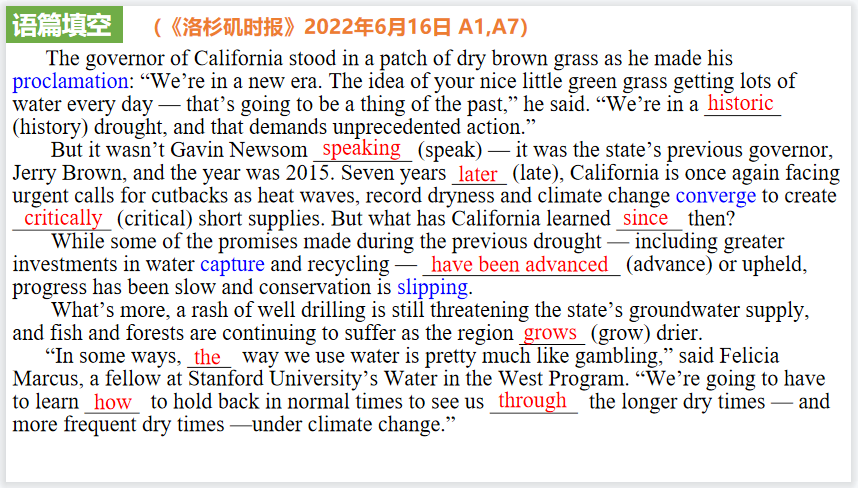 语篇填空 (《洛杉矶时报》2022年6月16日 A1,A7)
The governor of California stood in a patch of dry brown grass as he made his
proclamation: “We’re in a new era. The idea of your nice little green grass getting lots of
water every day — that’s going to be a thing of the past,” he said. “We’re in a historic
(history) drought, and that demands unprecedented action.”
But it wasn’t Gavin Newsom speaking (speak) — it was the state’s previous governor,
Jerry Brown, and the year was 2015. Seven years later (late), California is once again facing
urgent calls for cutbacks as heat waves, record dryness and climate change converge to create
critically (critical) short supplies. But what has California learned since then?
While some of the promises made during the previous drought — including greater
investments in water capture and recycling — have been advanced (advance) or upheld,
progress has been slow and conservation is slipping.
What’s more, a rash of well drilling is still threatening the state’s groundwater supply,
and fish and forests are continuing to suffer as the region grows (grow) drier.
“In some ways, the way we use water is pretty much like gambling,” said Felicia
Marcus, a fellow at Stanford University’s Water in the West Program. “We’re going to have
to learn how to hold back in normal times to see us through the longer dry times — and
more frequent dry times —under climate change.”